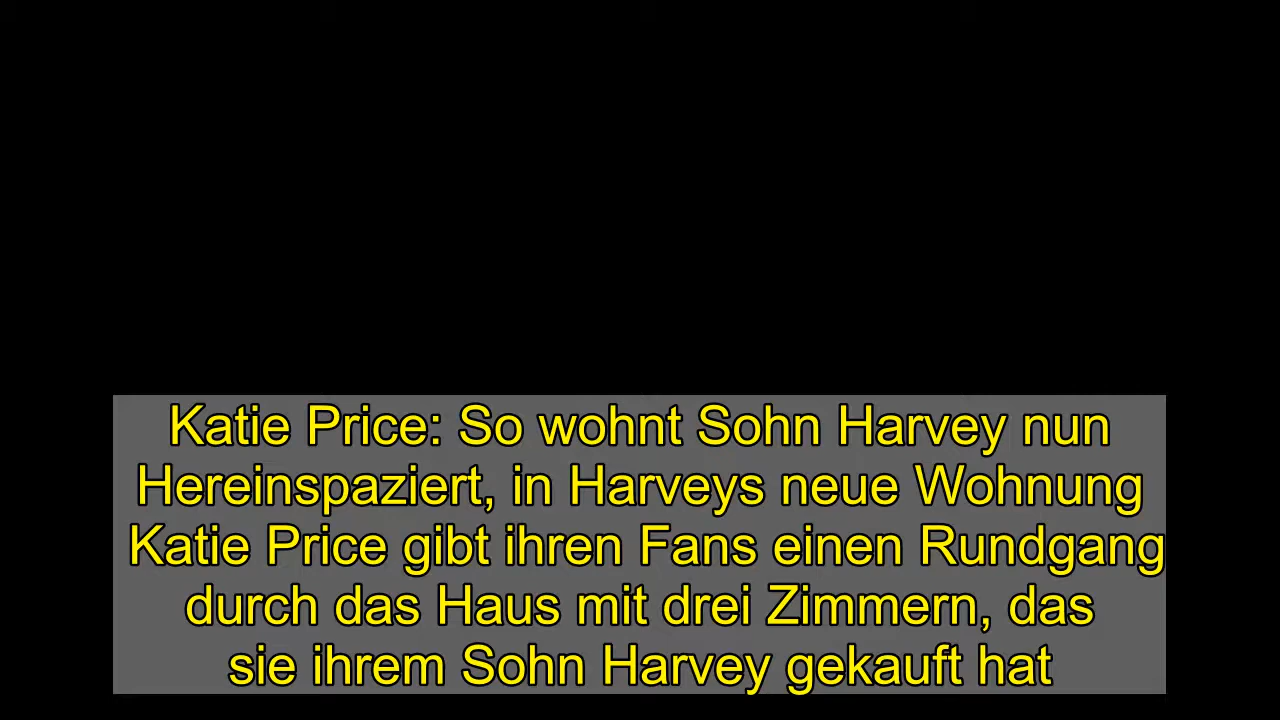 Katie Price: So wohnt Sohn Harvey nun
Hereinspaziert, in Harveys neue Wohnung
Katie Price gibt ihren Fans einen Rundgang
durch das Haus mit drei Zimmern, das
sie ihrem Sohn Harvey gekauft hat